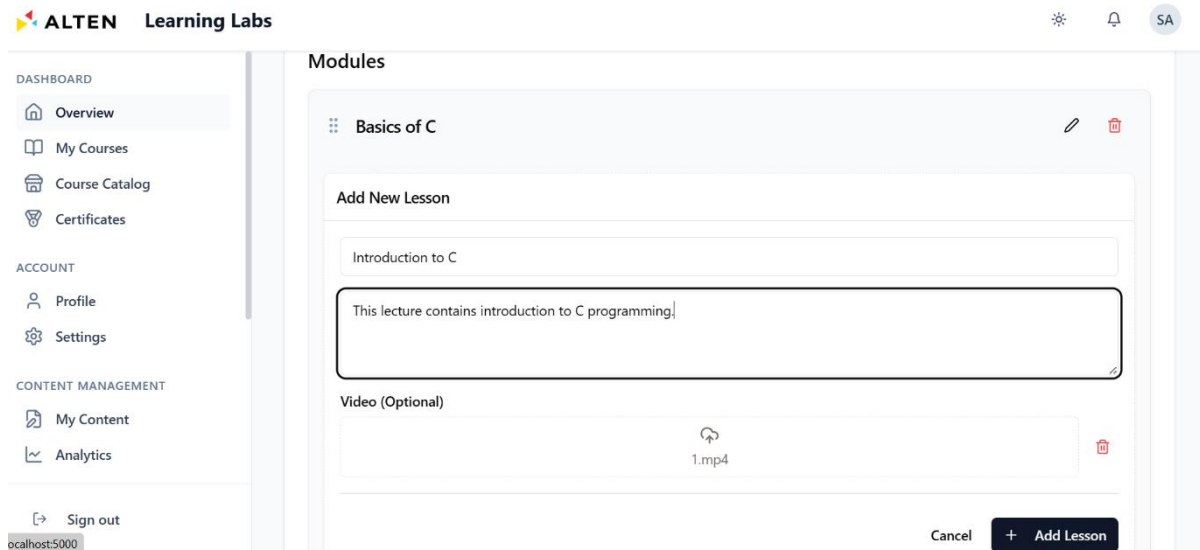 ALTEN Learning Labs SA
DASHBOARD
Overview
My Courses
Course Catalog
Certificates
ACCOUNT
Profile
Settings
CONTENT MANAGEMENT
My Content
Analytics
Sign out
ocalhost:5000
Modules
Basics of C
Add New Lesson
Introduction to C
This lecture contains introduction to C programming.
Video (Optional)
1.mp4
Cancel + Add Lesson